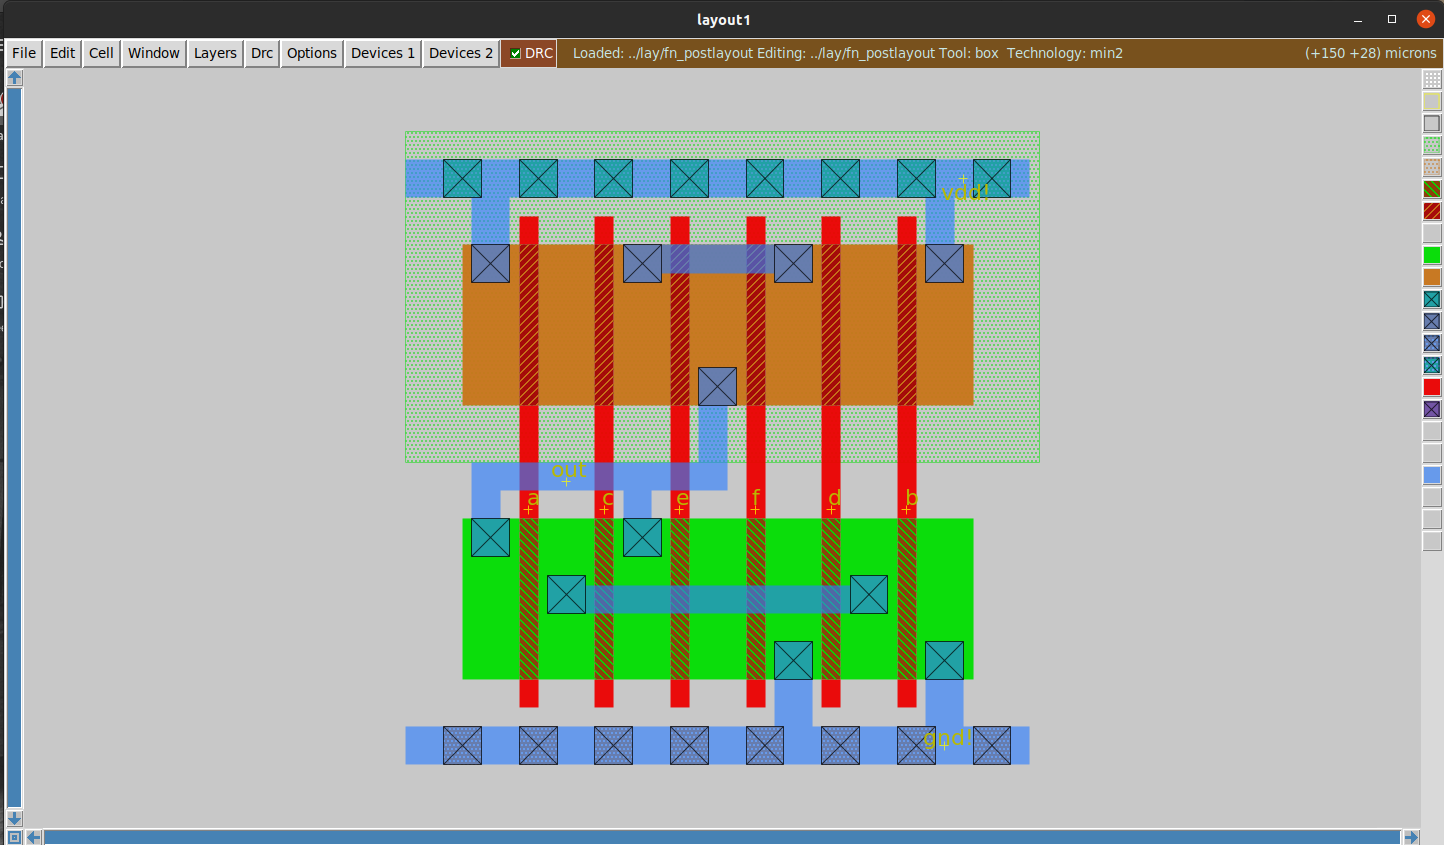 layout1
File Edit Cell Window Layers Drc Options Devices 1 Devices 2 DRC Loaded: ../lay/fn_postlayout Editing: ../lay/fn_postlayout Tool: box Technology: min2 (+150 +28) microns
vdd!
out
a c e f d b
gnd!